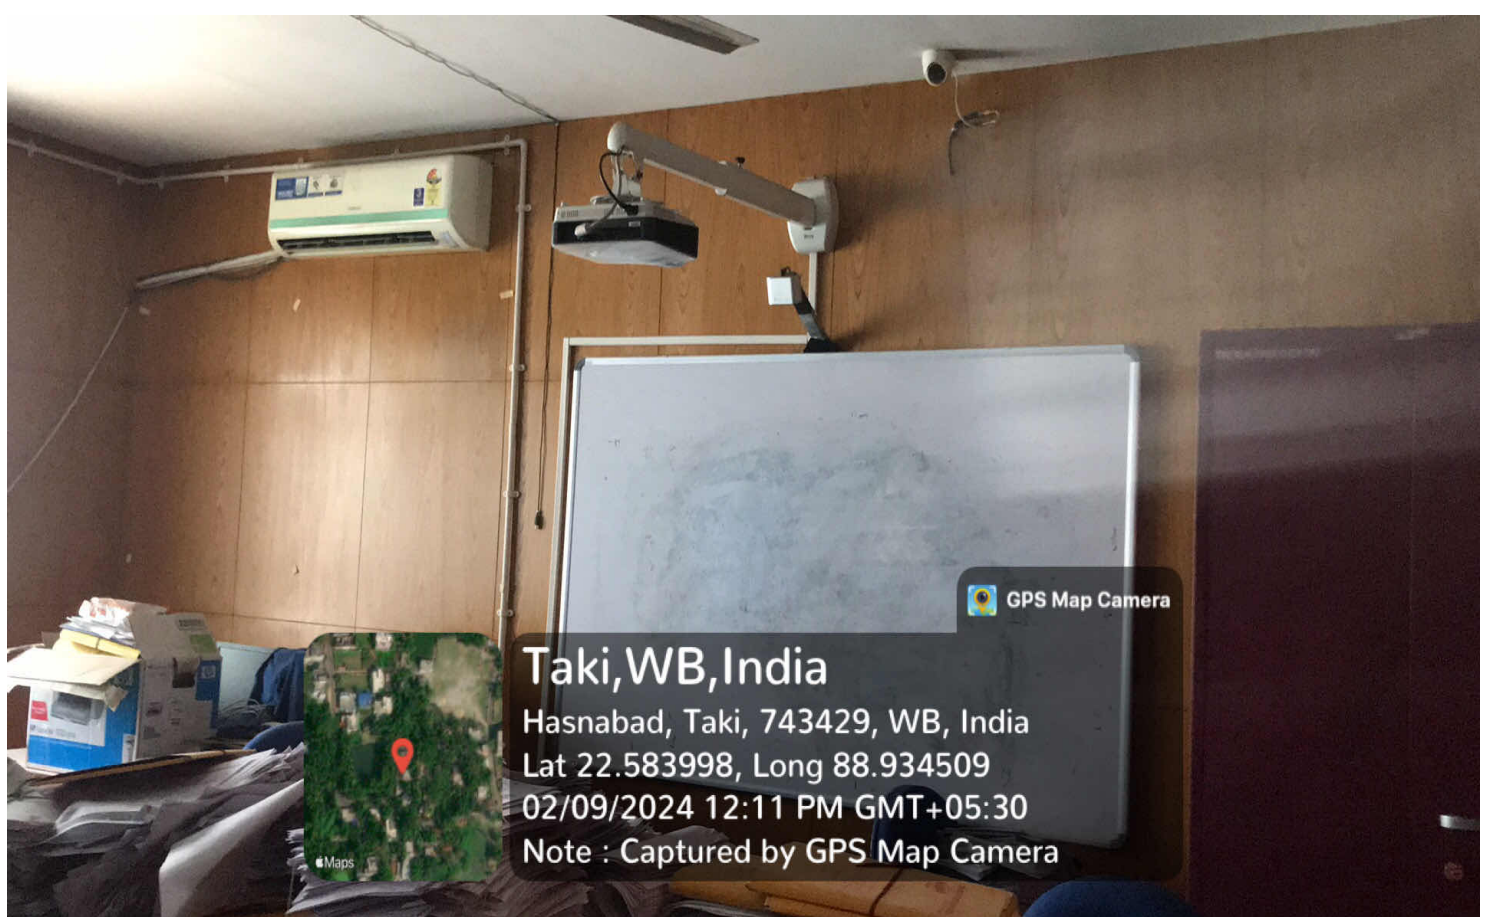 GPS Map Camera
Taki,WB,India
Hasnabad, Taki, 743429, WB, India
Lat 22.583998, Long 88.934509
02/09/2024 12:11 PM GMT+05:30
Note : Captured by GPS Map Camera
Maps